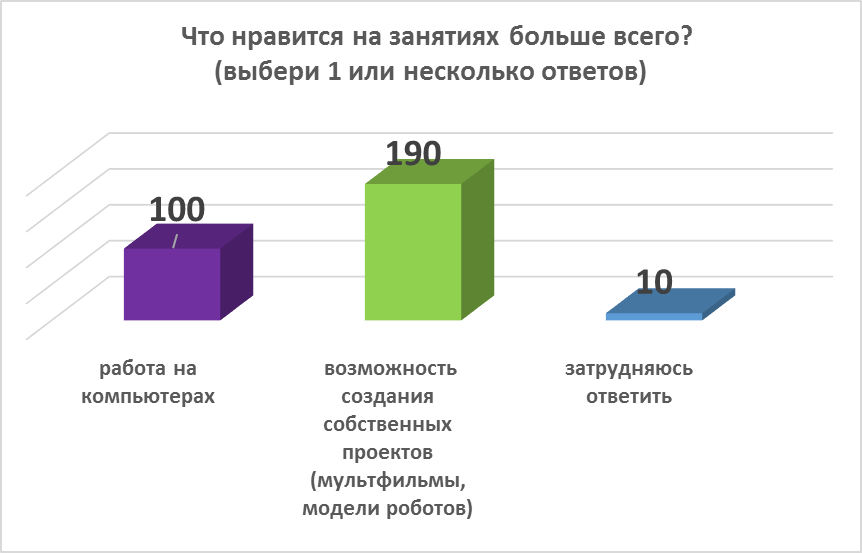 Что нравится на занятиях больше всего?
(выбери 1 или несколько ответов)
100
190
10
работа на
компьютерах
возможность
создания
собственных
проектов
(мультфильмы,
модели роботов)
затрудняюсь
ответить